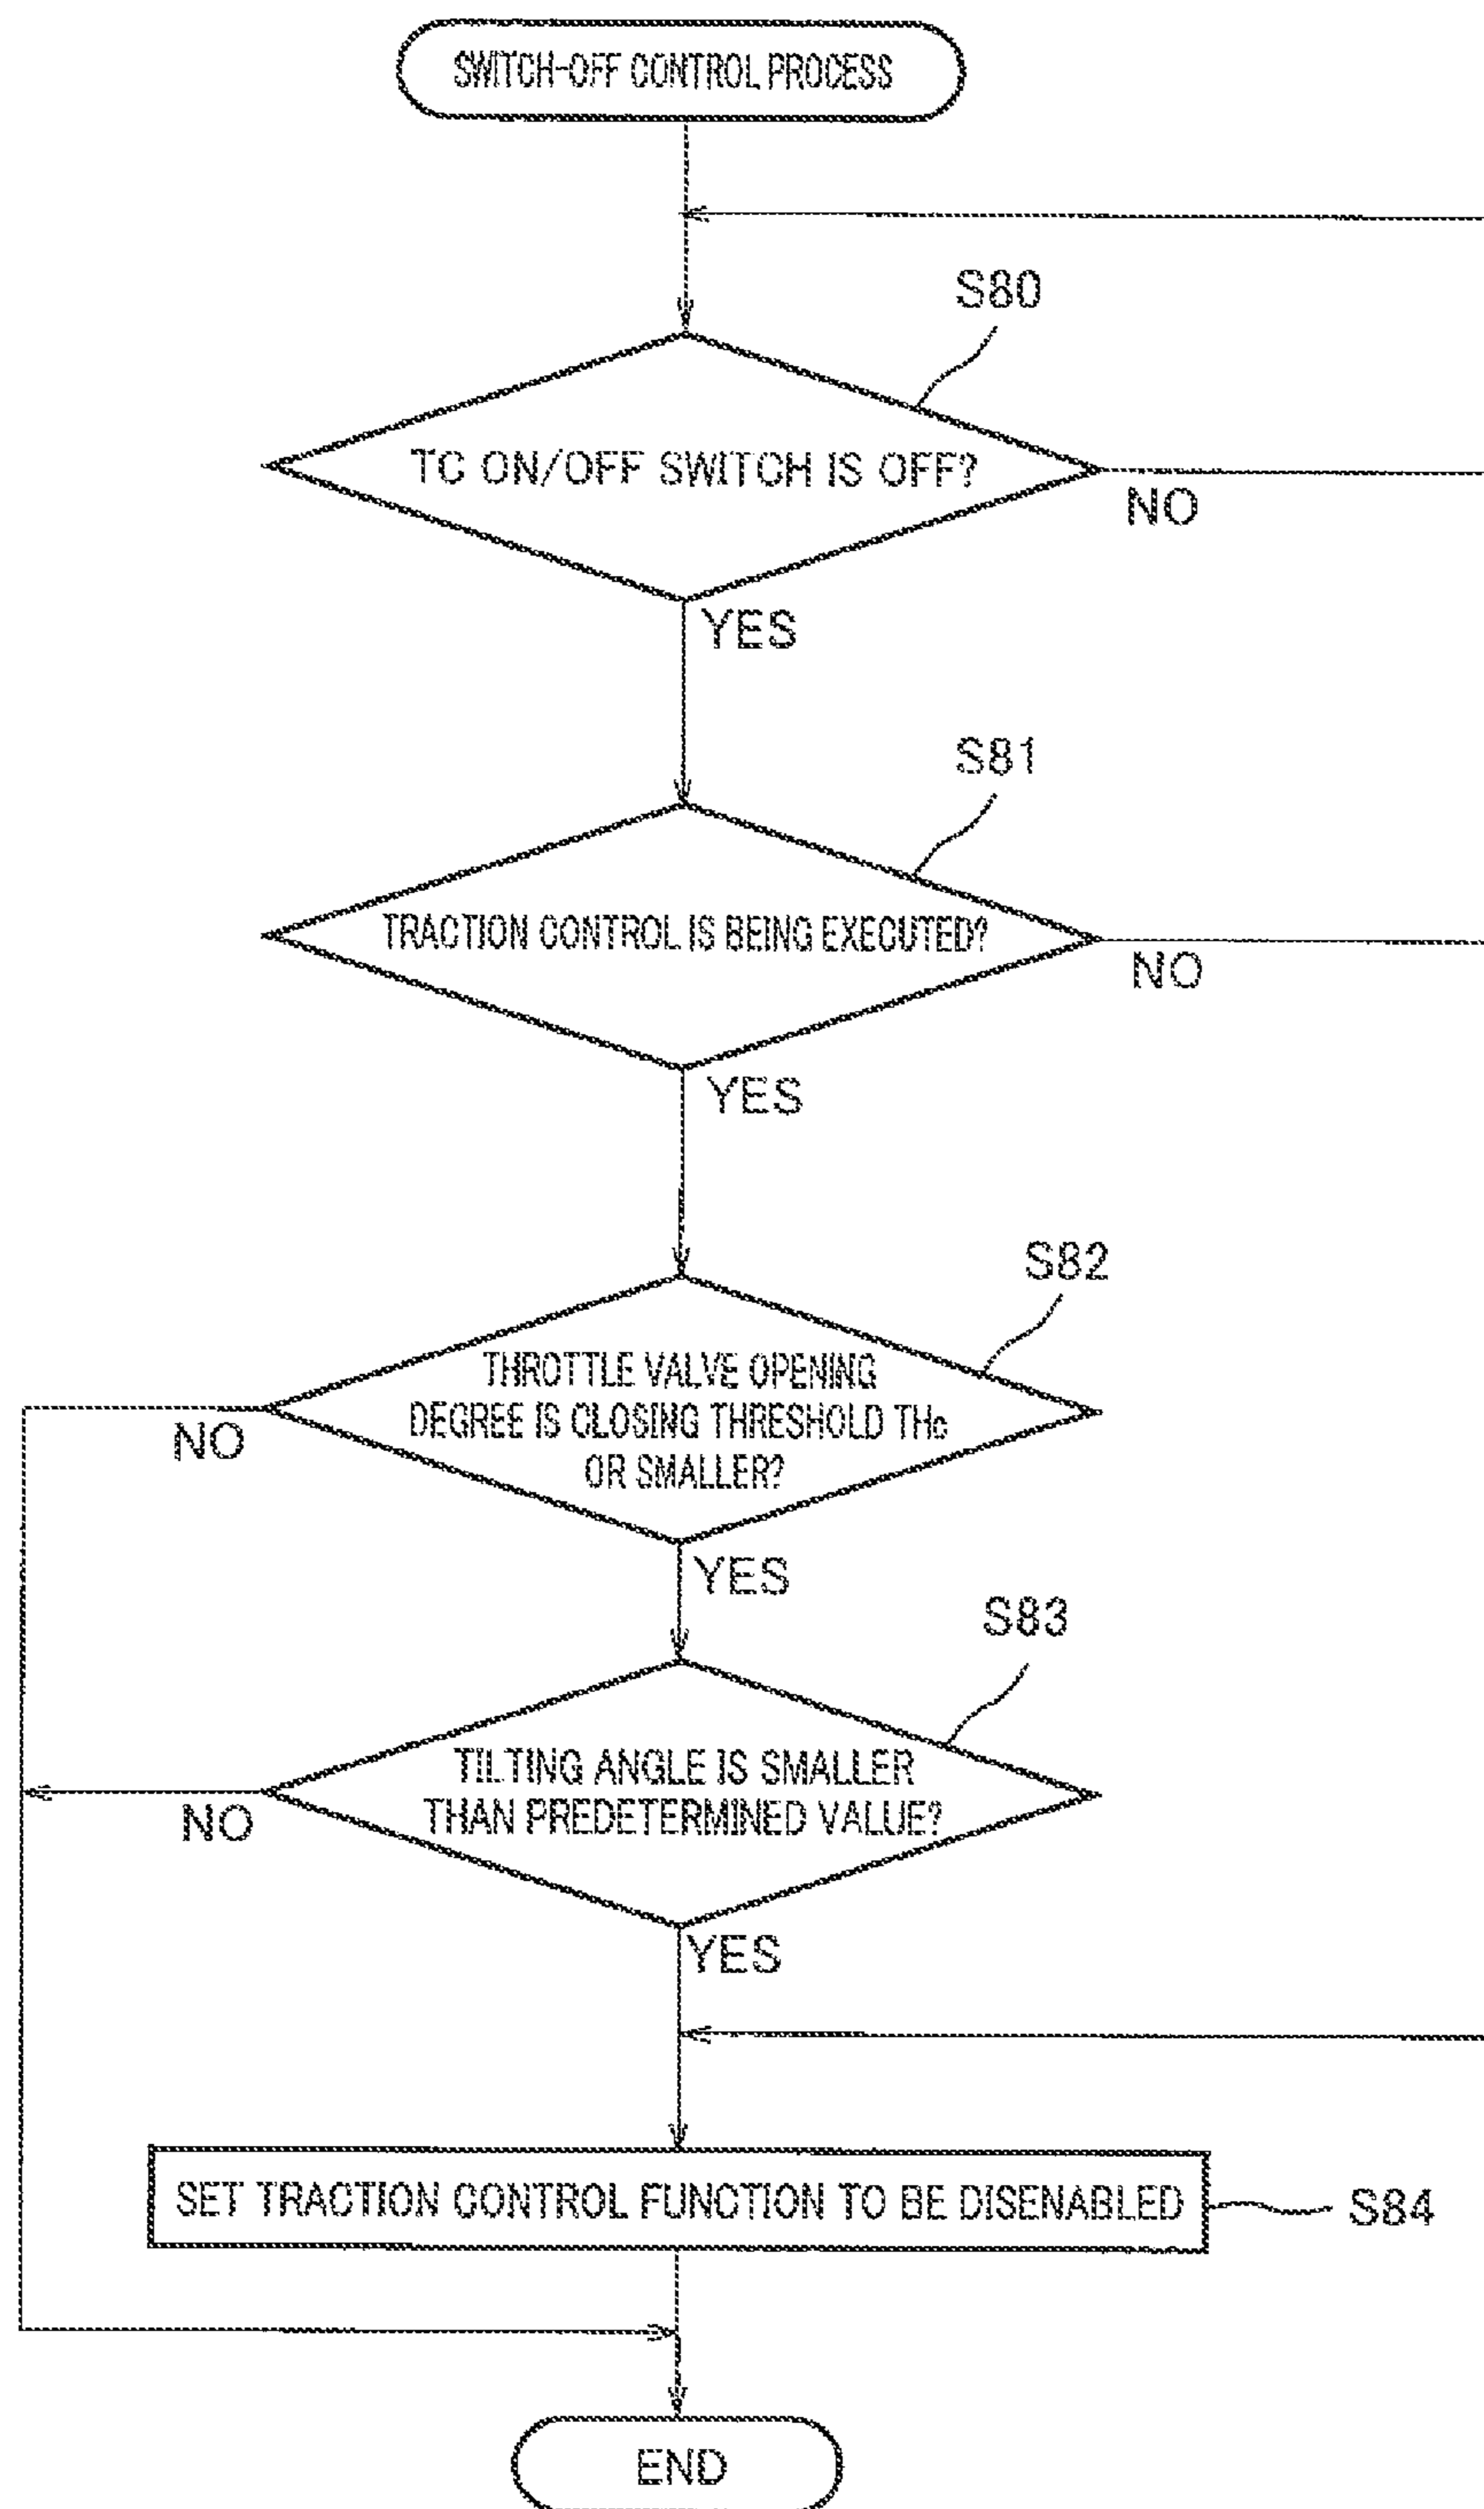 SWITCH-OFF CONTROL PROCESS
S80
TC ON/OFF SWITCH IS OFF?
NO
YES
S81
TRACTION CONTROL IS BEING EXECUTED?
NO
YES
S82
THROTTLE VALVE OPENING
DEGREE IS CLOSING THRESHOLD THc
OR SMALLER?
NO
YES
S83
TILTING ANGLE IS SMALLER
THAN PREDETERMINED VALUE?
NO
YES
SET TRACTION CONTROL FUNCTION TO BE DISENABLED
S84
END